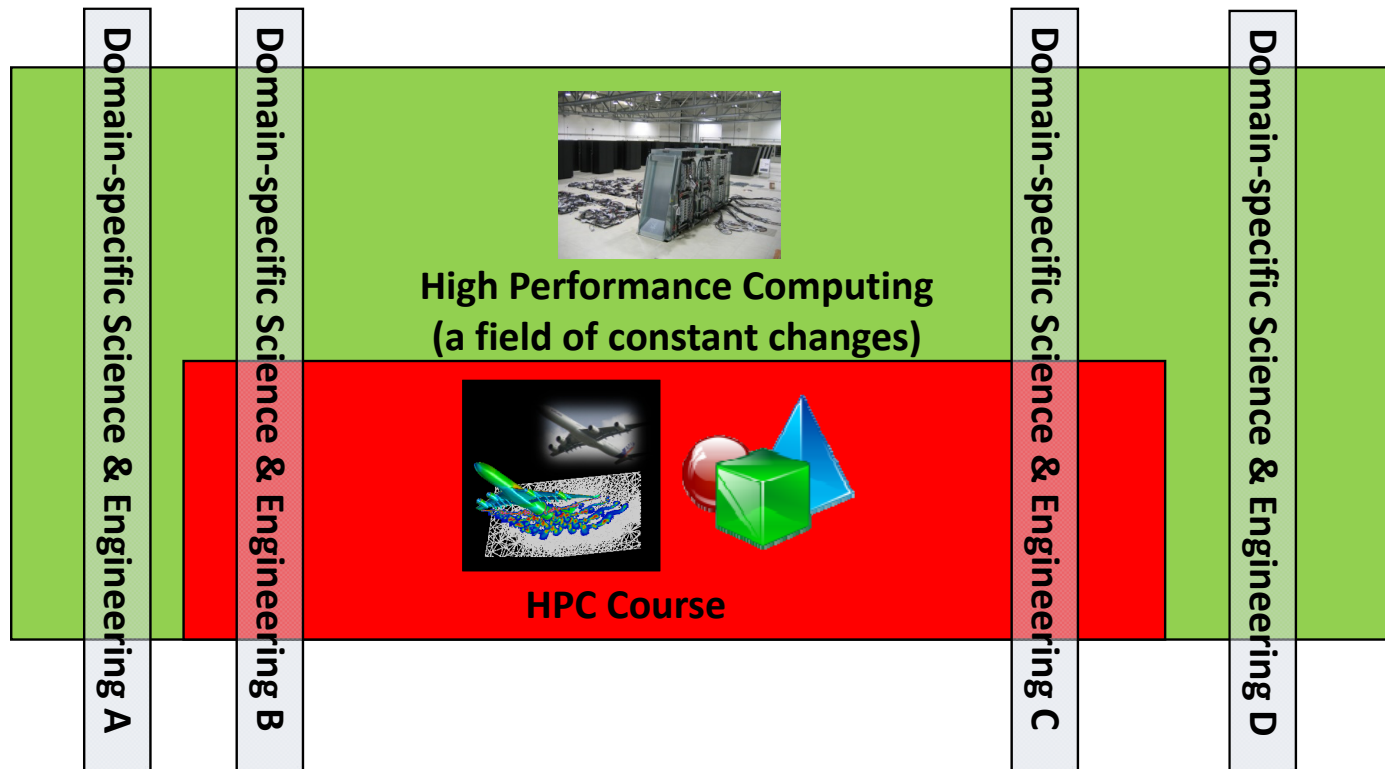 Domain-specific Science & Engineering A
Domain-specific Science & Engineering B
High Performance Computing
(a field of constant changes)
HPC Course
Domain-specific Science & Engineering C
Domain-specific Science & Engineering D